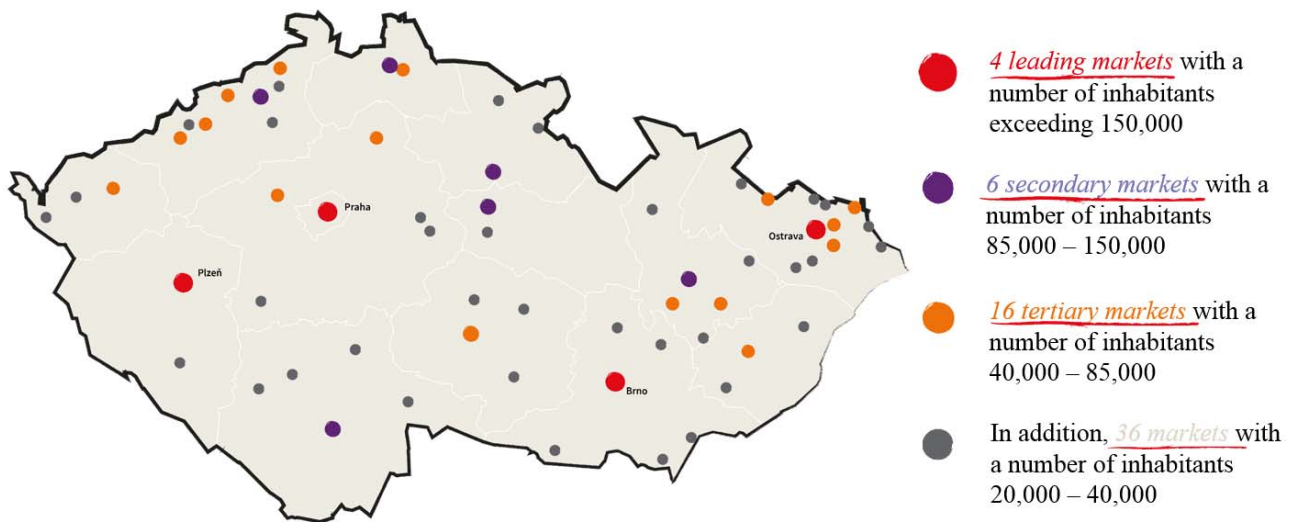 Praha
Ostrava
Plzeň
Brno
4 leading markets with a
number of inhabitants
exceeding 150,000
6 secondary markets with a
number of inhabitants
85,000 – 150,000
16 tertiary markets with a
number of inhabitants
40,000 – 85,000
In addition, 36 markets with
a number of inhabitants
20,000 – 40,000